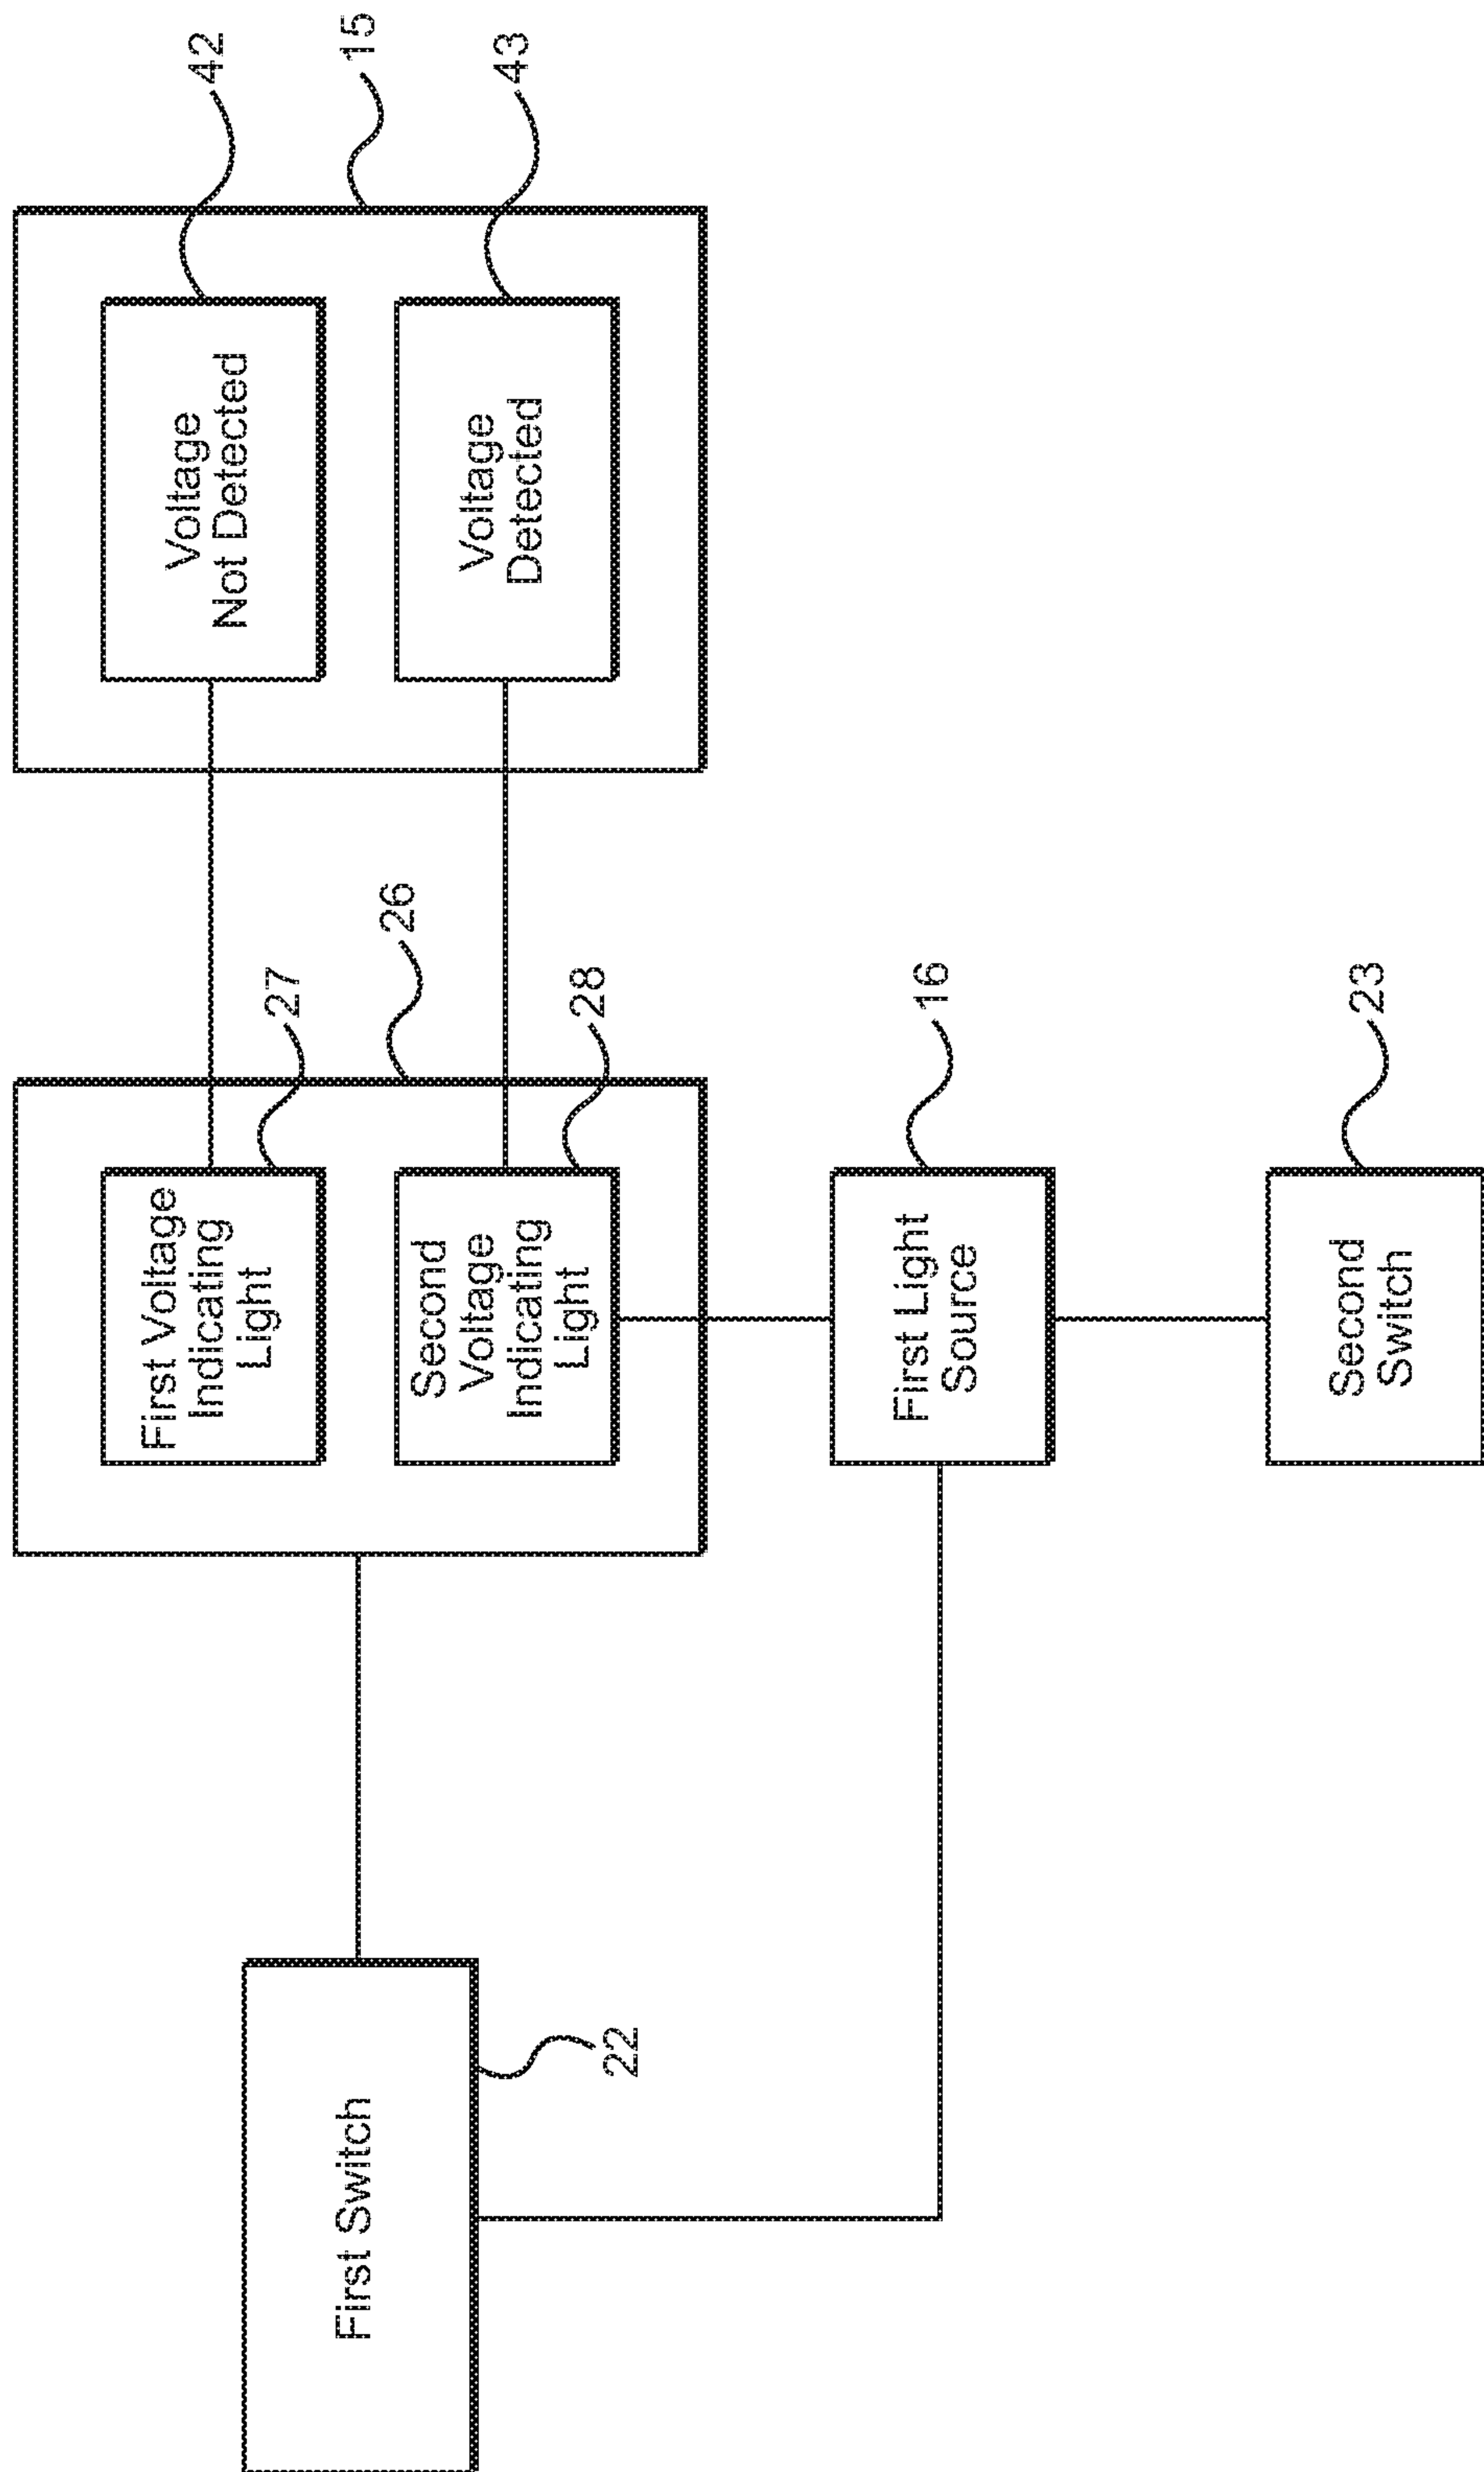 First Switch
22
First Voltage
Indicating
Light
27
Second
Voltage
Indicating
Light
28
26
Voltage
Not Detected
42
Voltage
Detected
43
15
First Light
Source
16
Second
Switch
23